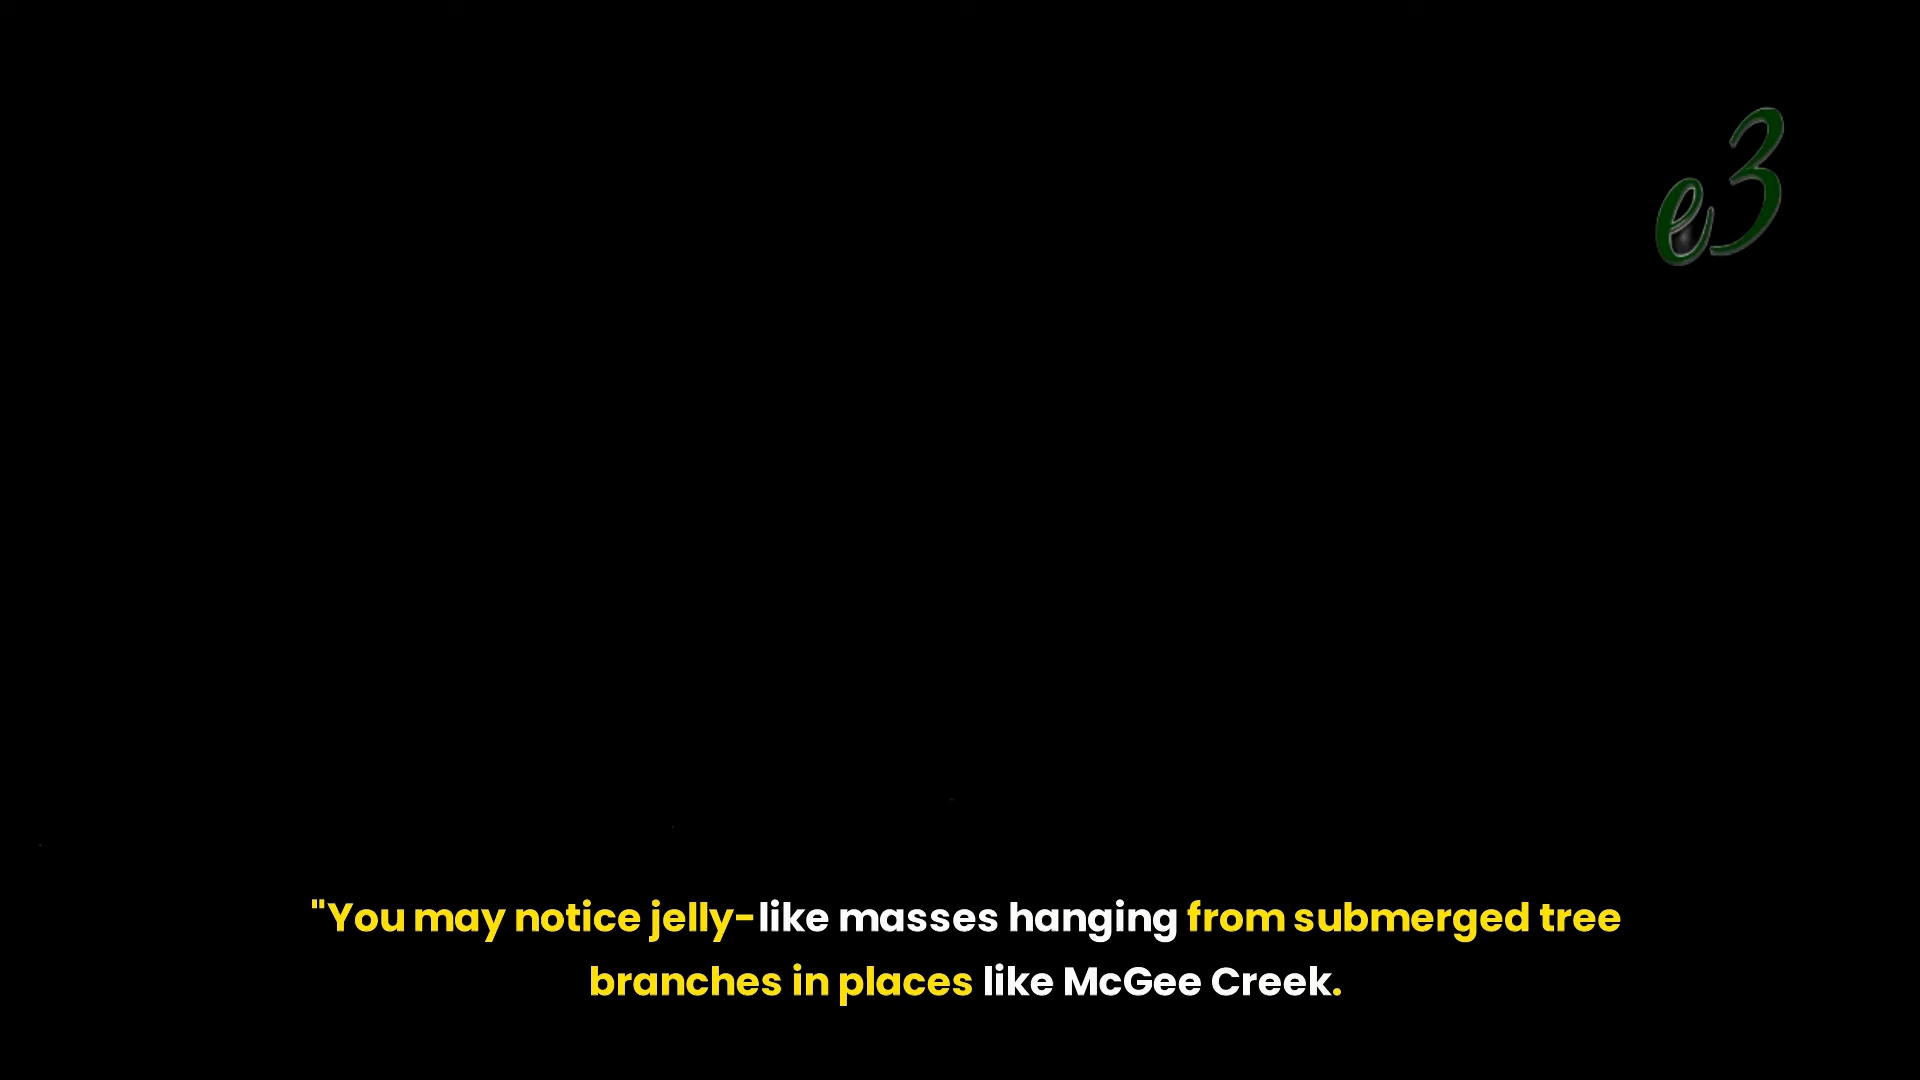 e3
"You may notice jelly-like masses hanging from submerged tree
branches in places like McGee Creek.